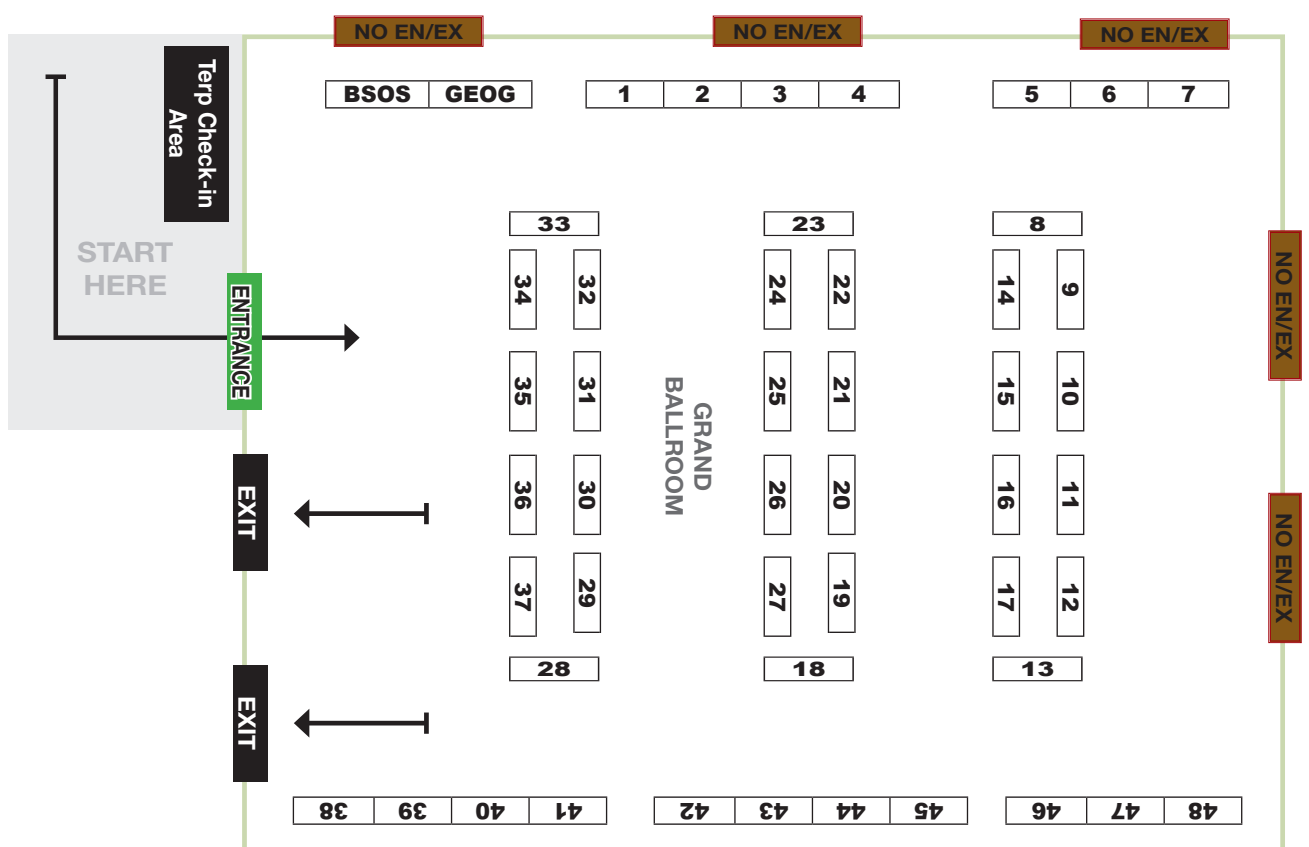 NO EN/EX
NO EN/EX
NO EN/EX
BSOS GEOG
1 2 3 4
5 6 7
Terp Check-in
Area
START
HERE
ENTRANCE
EXIT
EXIT
33
34 32
35 31
36 30
37 29
28
GRAND
BALLROOM
23
24 22
25 21
26 20
27 19
18
8
14 9
15 10
16 11
17 12
13
NO EN/EX
NO EN/EX
38 39 40 41
42 43 44 45
46 47 48